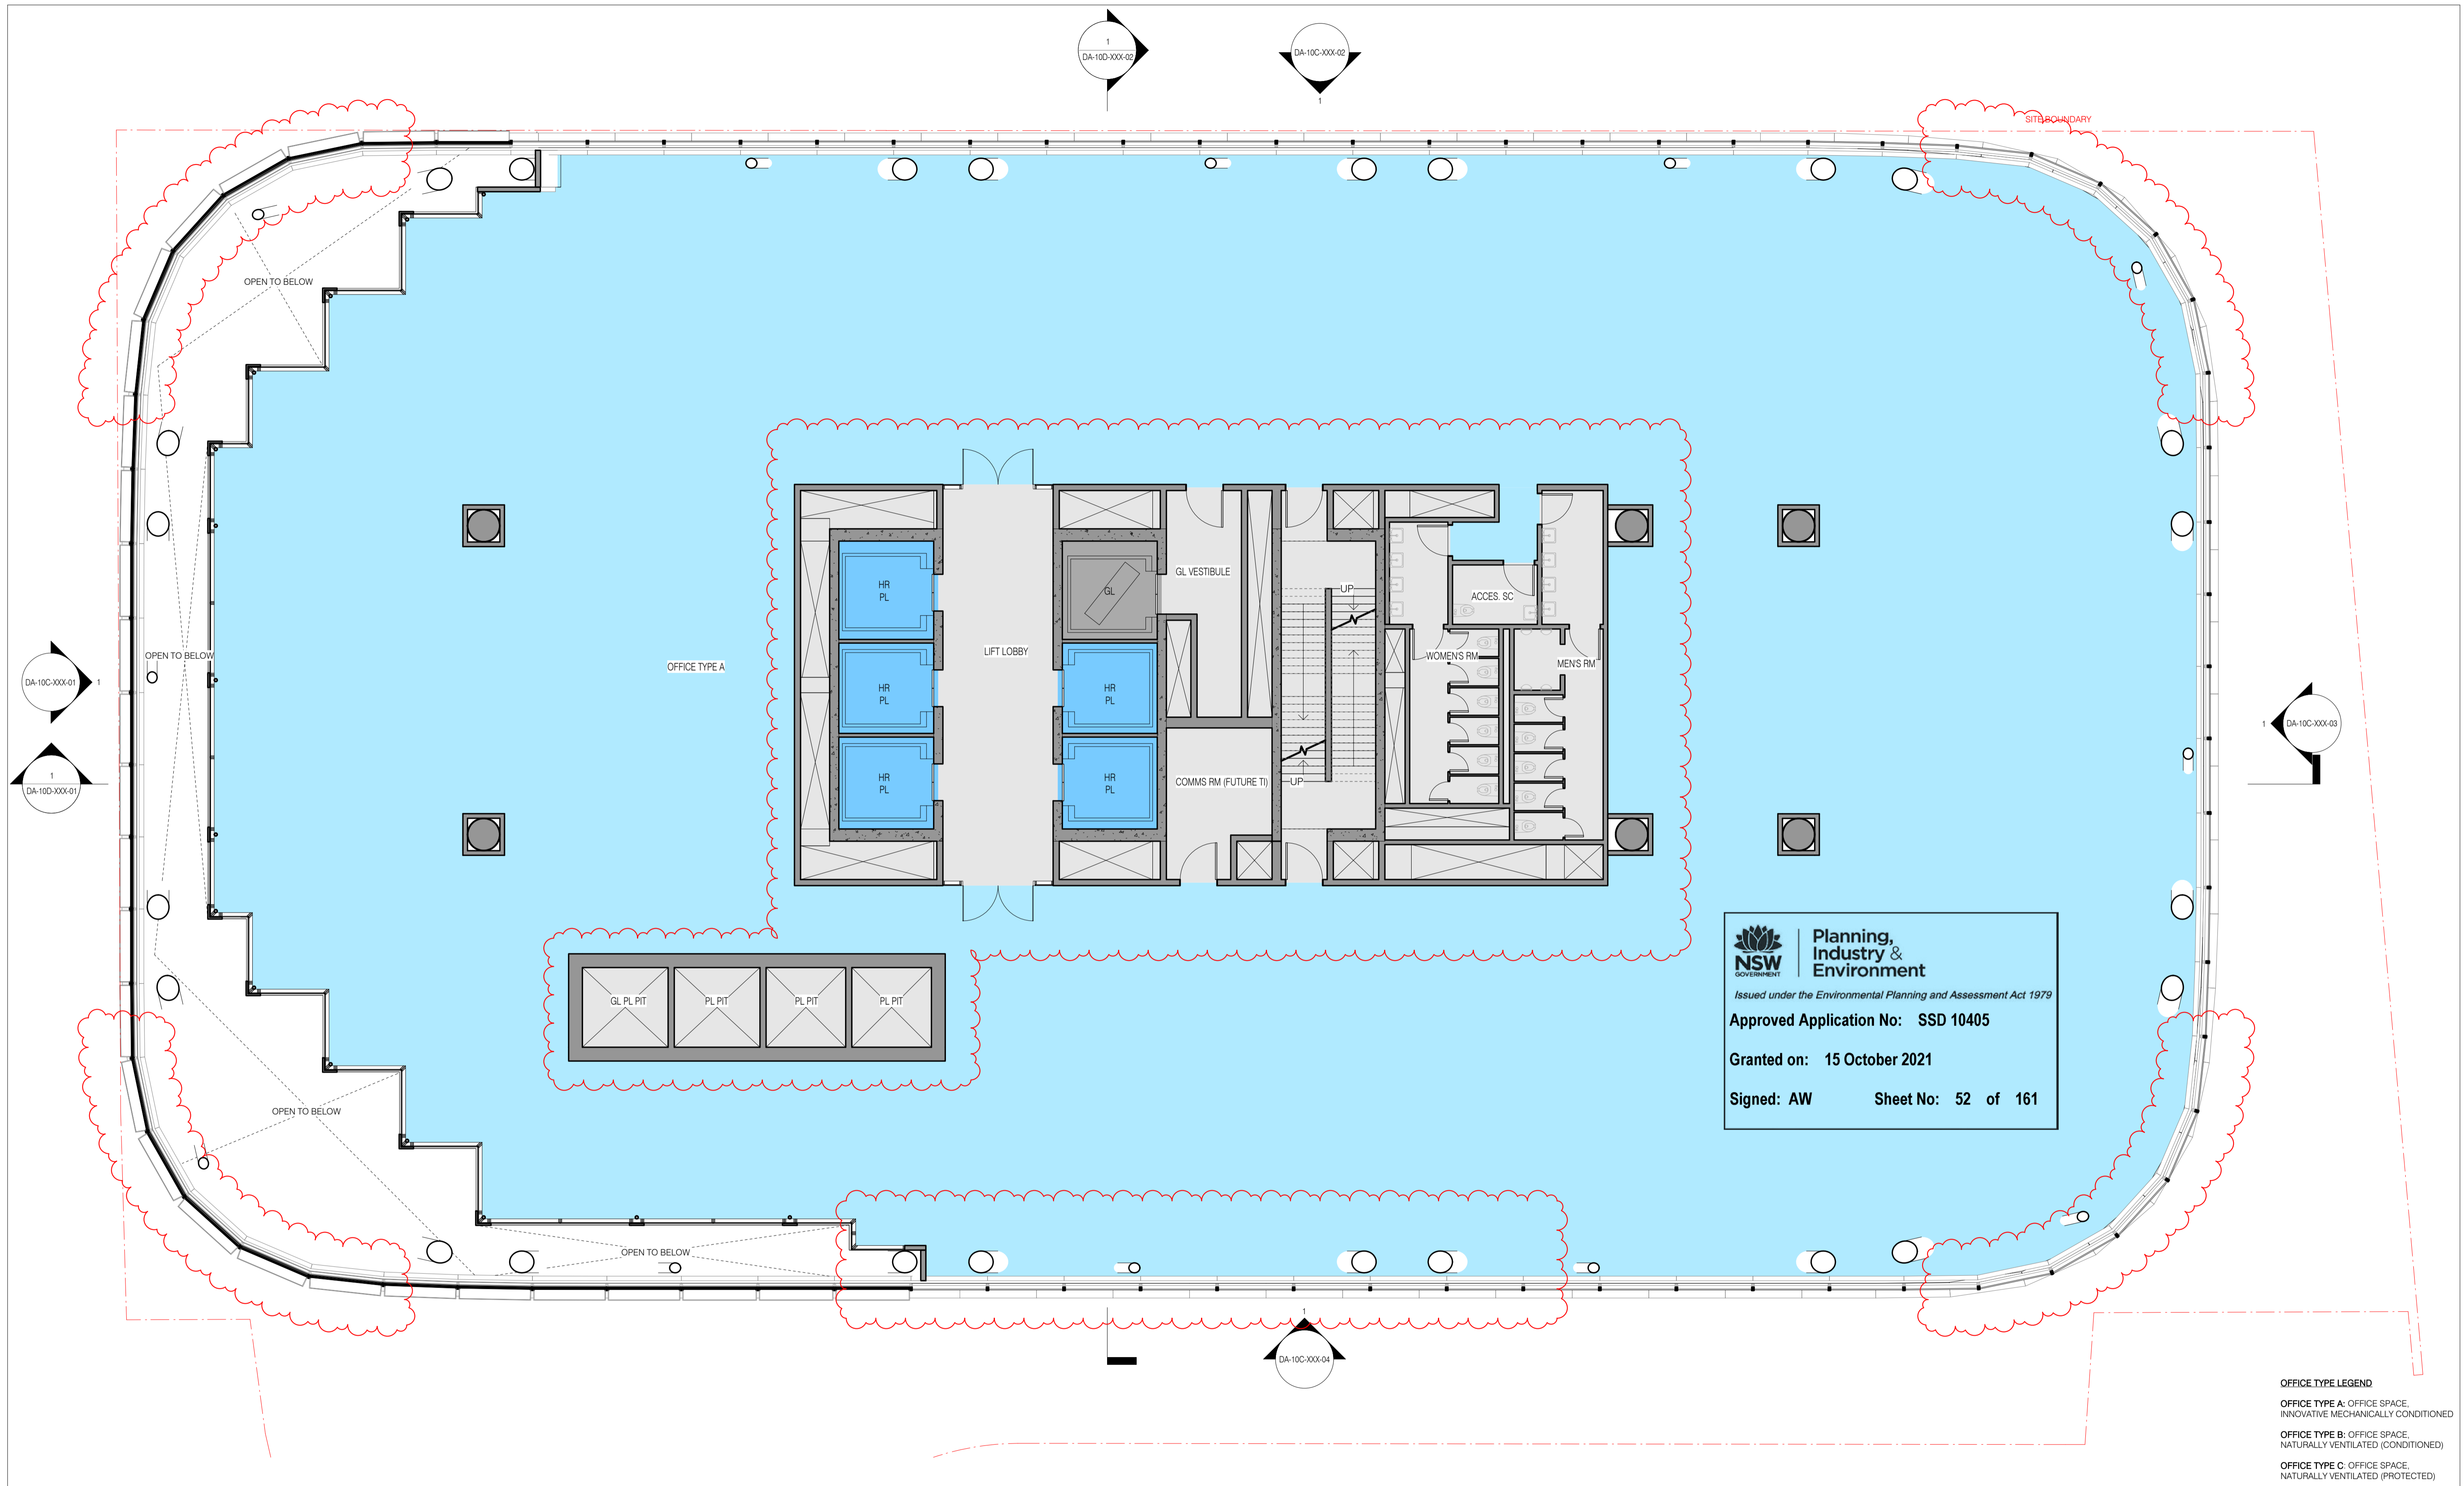 1
DA-10D-XXX-02
DA-10C-XXX-02
1
SITE BOUNDARY
OPEN TO BELOW
HR
PL
GL
GL VESTIBULE
UP
ACCES. SC
OPEN TO BELOW
OFFICE TYPE A
LIFT LOBBY
WOMEN'S RM
MEN'S RM
DA-10C-XXX-01
1
HR
PL
HR
PL
1
DA-10C-XXX-03
1
DA-10D-XXX-01
HR
PL
HR
PL
COMMS RM (FUTURE TI)
UP
NSW
GOVERNMENT
Planning,
Industry &
Environment
Issued under the Environmental Planning and Assessment Act 1979
Approved Application No: SSD 10405
Granted on: 15 October 2021
Signed: AW Sheet No: 52 of 161
GL PL PIT
PL PIT
PL PIT
PL PIT
OPEN TO BELOW
OPEN TO BELOW
1
DA-10C-XXX-04
OFFICE TYPE LEGEND
OFFICE TYPE A: OFFICE SPACE,
INNOVATIVE MECHANICALLY CONDITIONED
OFFICE TYPE B: OFFICE SPACE,
NATURALLY VENTILATED (CONDITIONED)
OFFICE TYPE C: OFFICE SPACE,
NATURALLY VENTILATED (PROTECTED)